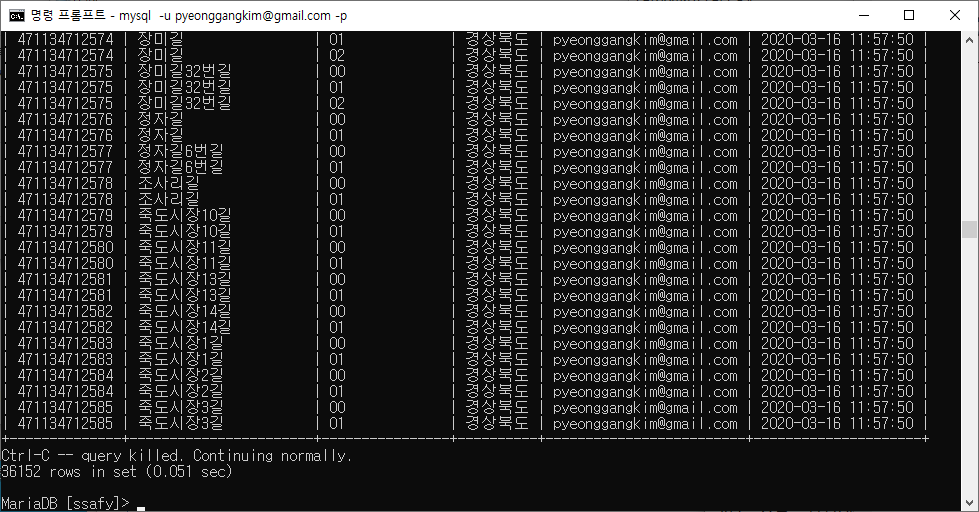 명령 프롬프트 - mysql  -u pyeonggangkim@gmail.com -p
| 471134712574 | 장미길 | 01 | 경상북도 | pyeonggangkim@gmail.com | 2020-03-16 11:57:50 |
| 471134712574 | 장미길 | 02 | 경상북도 | pyeonggangkim@gmail.com | 2020-03-16 11:57:50 |
| 471134712575 | 장미길32번길 | 00 | 경상북도 | pyeonggangkim@gmail.com | 2020-03-16 11:57:50 |
| 471134712575 | 장미길32번길 | 01 | 경상북도 | pyeonggangkim@gmail.com | 2020-03-16 11:57:50 |
| 471134712575 | 장미길32번길 | 02 | 경상북도 | pyeonggangkim@gmail.com | 2020-03-16 11:57:50 |
| 471134712576 | 정자길 | 00 | 경상북도 | pyeonggangkim@gmail.com | 2020-03-16 11:57:50 |
| 471134712576 | 정자길 | 01 | 경상북도 | pyeonggangkim@gmail.com | 2020-03-16 11:57:50 |
| 471134712577 | 정자길6번길 | 00 | 경상북도 | pyeonggangkim@gmail.com | 2020-03-16 11:57:50 |
| 471134712577 | 정자길6번길 | 01 | 경상북도 | pyeonggangkim@gmail.com | 2020-03-16 11:57:50 |
| 471134712578 | 조사리길 | 00 | 경상북도 | pyeonggangkim@gmail.com | 2020-03-16 11:57:50 |
| 471134712578 | 조사리길 | 01 | 경상북도 | pyeonggangkim@gmail.com | 2020-03-16 11:57:50 |
| 471134712579 | 죽도시장10길 | 00 | 경상북도 | pyeonggangkim@gmail.com | 2020-03-16 11:57:50 |
| 471134712579 | 죽도시장10길 | 01 | 경상북도 | pyeonggangkim@gmail.com | 2020-03-16 11:57:50 |
| 471134712580 | 죽도시장11길 | 00 | 경상북도 | pyeonggangkim@gmail.com | 2020-03-16 11:57:50 |
| 471134712580 | 죽도시장11길 | 01 | 경상북도 | pyeonggangkim@gmail.com | 2020-03-16 11:57:50 |
| 471134712581 | 죽도시장13길 | 00 | 경상북도 | pyeonggangkim@gmail.com | 2020-03-16 11:57:50 |
| 471134712581 | 죽도시장13길 | 01 | 경상북도 | pyeonggangkim@gmail.com | 2020-03-16 11:57:50 |
| 471134712582 | 죽도시장14길 | 00 | 경상북도 | pyeonggangkim@gmail.com | 2020-03-16 11:57:50 |
| 471134712582 | 죽도시장14길 | 01 | 경상북도 | pyeonggangkim@gmail.com | 2020-03-16 11:57:50 |
| 471134712583 | 죽도시장1길 | 00 | 경상북도 | pyeonggangkim@gmail.com | 2020-03-16 11:57:50 |
| 471134712583 | 죽도시장1길 | 01 | 경상북도 | pyeonggangkim@gmail.com | 2020-03-16 11:57:50 |
| 471134712584 | 죽도시장2길 | 00 | 경상북도 | pyeonggangkim@gmail.com | 2020-03-16 11:57:50 |
| 471134712584 | 죽도시장2길 | 01 | 경상북도 | pyeonggangkim@gmail.com | 2020-03-16 11:57:50 |
| 471134712585 | 죽도시장3길 | 00 | 경상북도 | pyeonggangkim@gmail.com | 2020-03-16 11:57:50 |
| 471134712585 | 죽도시장3길 | 01 | 경상북도 | pyeonggangkim@gmail.com | 2020-03-16 11:57:50 |
Ctrl-C -- query killed. Continuing normally.
36152 rows in set (0.051 sec)
MariaDB [ssafy]>